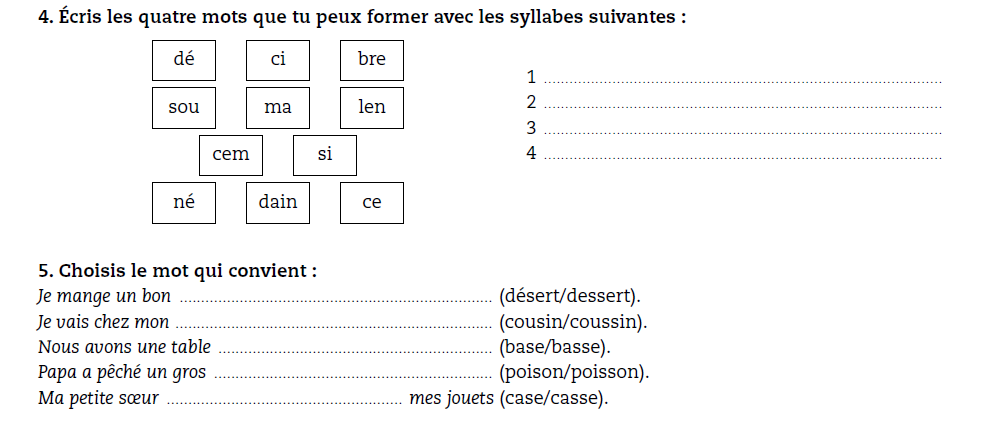 4. Écris les quatre mots que tu peux former avec les syllabes suivantes :
dé ci bre
sou ma len
cem si
né dain ce
1 ........................................................................................
2 ........................................................................................
3 ........................................................................................
4 ........................................................................................
5. Choisis le mot qui convient :
Je mange un bon ........................................................................ (désert/dessert).
Je vais chez mon ........................................................................ (cousin/coussin).
Nous avons une table ............................................................... (base/basse).
Papa a pêché un gros ............................................................... (poison/poisson).
Ma petite sœur ...................................................... mes jouets (case/casse).